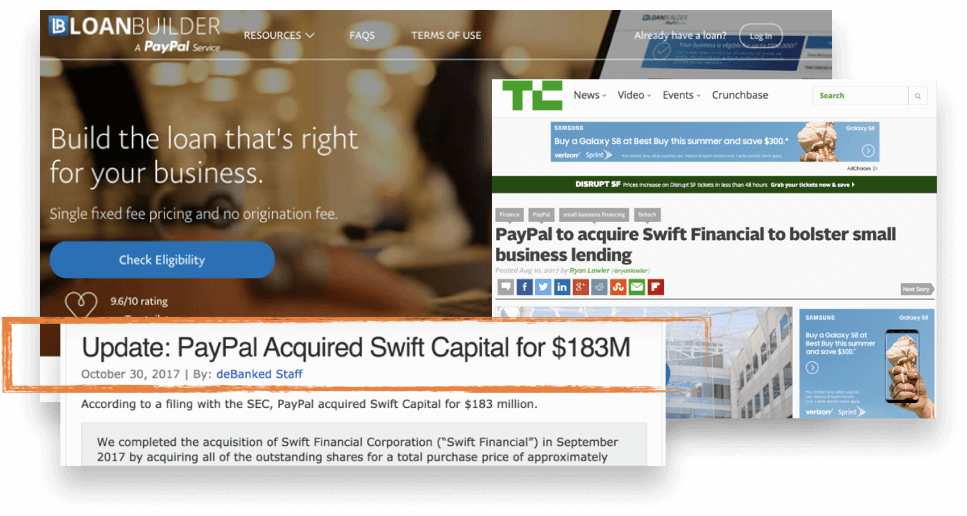 LOANBUILDER
A PayPal Service
RESOURCES
FAQS
TERMS OF USE
Already have a loan?
Log In
Build the loan that's right
for your business.
Single fixed fee pricing and no origination fee.
Check Eligibility
9.6/10 rating
TC
News
Video
Events
Crunchbase
Search
SAMSUNG
Buy a Galaxy S8 at Best Buy this summer and save $300.*
Galaxy S8
verizon✓ Sprint
AdChoices
DISRUPT SF Prices increase on Disrupt SF tickets in less than 48 hours Grab your tickets now & save
Finance
PayPal
small business financing
fintech
PayPal to acquire Swift Financial to bolster small
business lending
Posted Aug 10, 2017 by Ryan Lawler (@ryanlawler)
Next Story
SAMSUNG
Galaxy S8
Buy a Galaxy S8 at
Best Buy this summer
and save $300.*
verizon✓ Sprint
Update: PayPal Acquired Swift Capital for $183M
October 30, 2017 | By: deBanked Staff
According to a filing with the SEC, PayPal acquired Swift Capital for $183 million.
We completed the acquisition of Swift Financial Corporation (“Swift Financial”) in September
2017 by acquiring all of the outstanding shares for a total purchase price of approximately